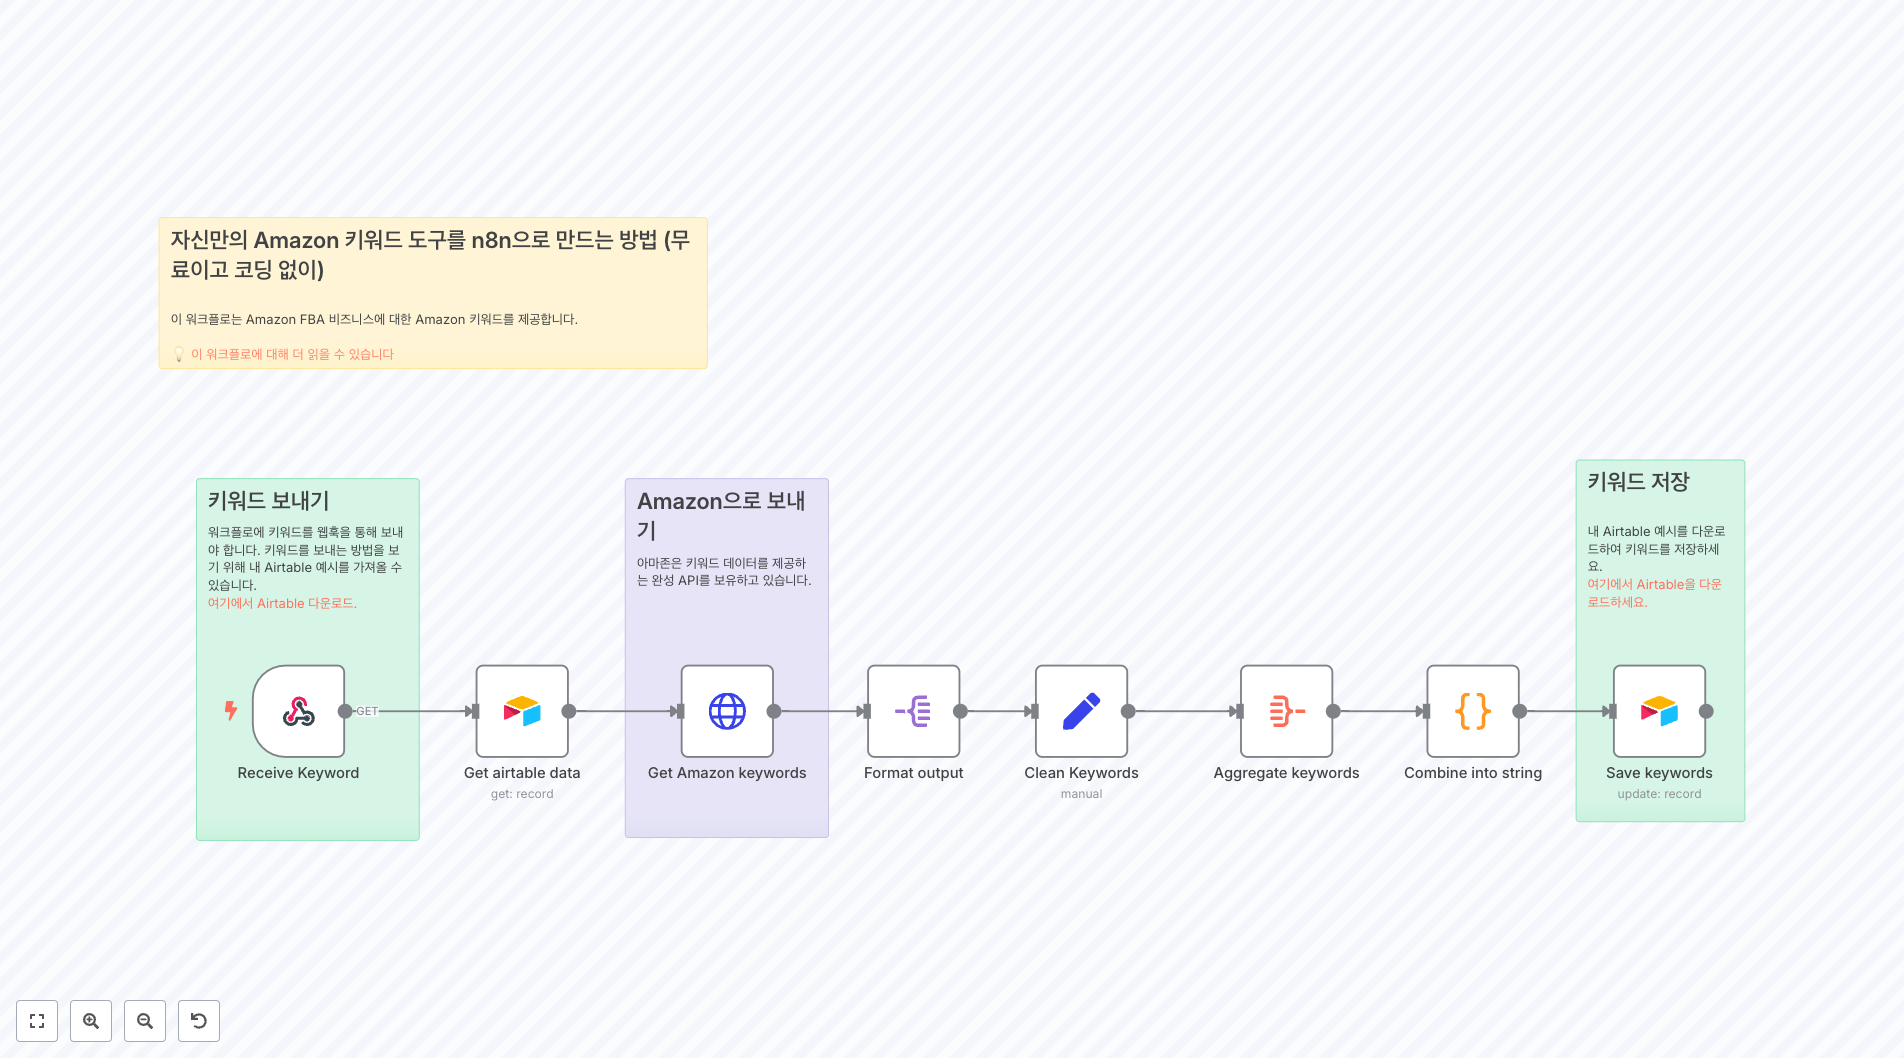 자신만의 Amazon 키워드 도구를 n8n으로 만드는 방법 (무
료이고 코딩 없이)
이 워크플로는 Amazon FBA 비즈니스에 대한 Amazon 키워드를 제공합니다.
💡 이 워크플로에 대해 더 읽을 수 있습니다
키워드 보내기
워크플로에 키워드를 웹훅을 통해 보내
야 합니다. 키워드를 보내는 방법을 보
기 위해 내 Airtable 예시를 가져올 수
있습니다.
여기에서 Airtable 다운로드.
Amazon으로 보내
기
아마존은 키워드 데이터를 제공하
는 완성 API를 보유하고 있습니다.
키워드 저장
내 Airtable 예시를 다운로
드하여 키워드를 저장하세
요.
여기에서 Airtable을 다운
로드하세요.
GET
Receive Keyword
Get airtable data
get: record
Get Amazon keywords
Format output
Clean Keywords
manual
Aggregate keywords
Combine into string
Save keywords
update: record